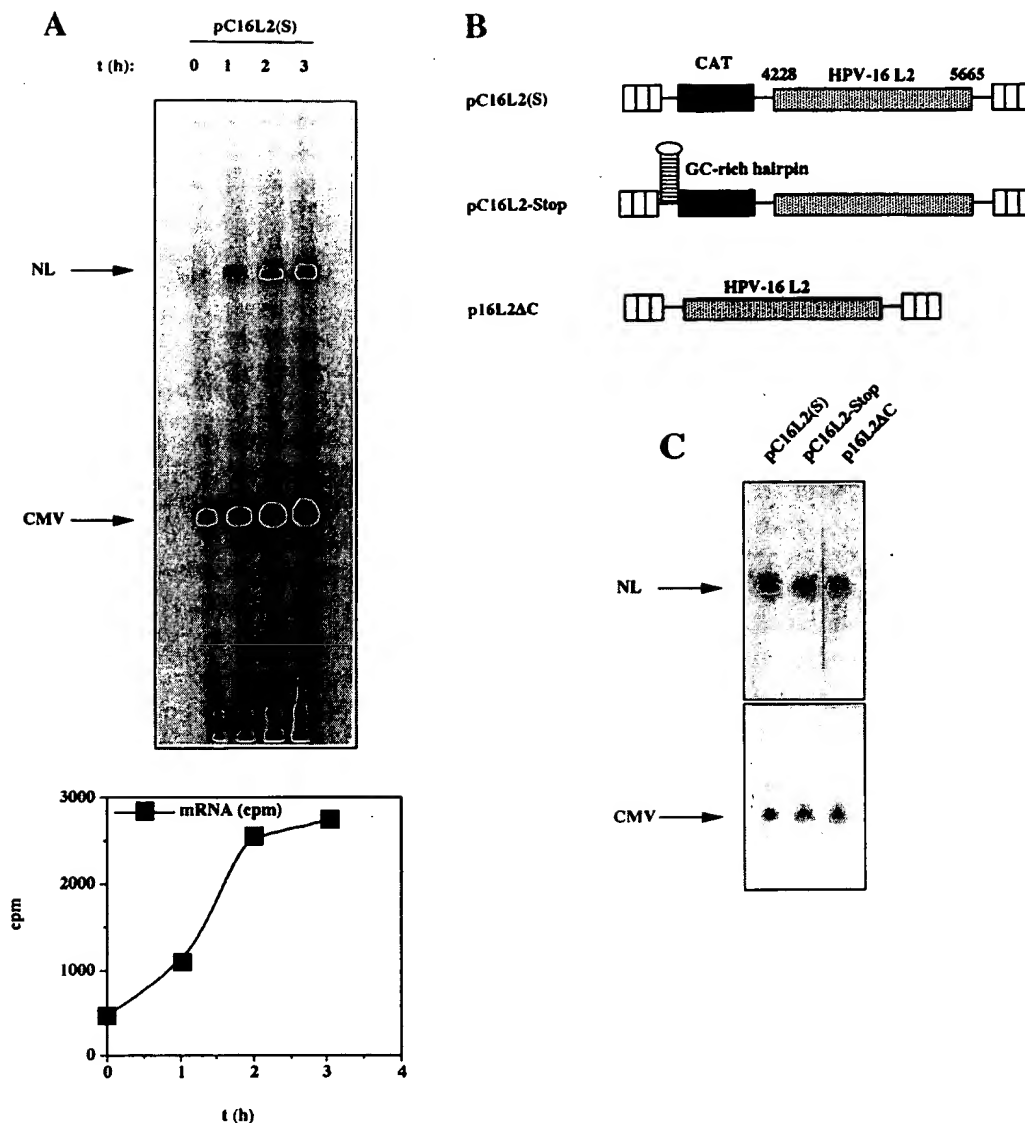 A
pC16L2(S)
t (h): 0 1 2 3
NL
CMV
mRNA (cpm)
3000
2000
1000
0
cpm
0 1 2 3 4
t (h)
B
CAT 4228 HPV-16 L2 5665
pC16L2(S)
GC-rich hairpin
pC16L2-Stop
HPV-16 L2
p16L2ΔC
C
pC16L2(S)
pC16L2-Stop
p16L2ΔC
NL
CMV